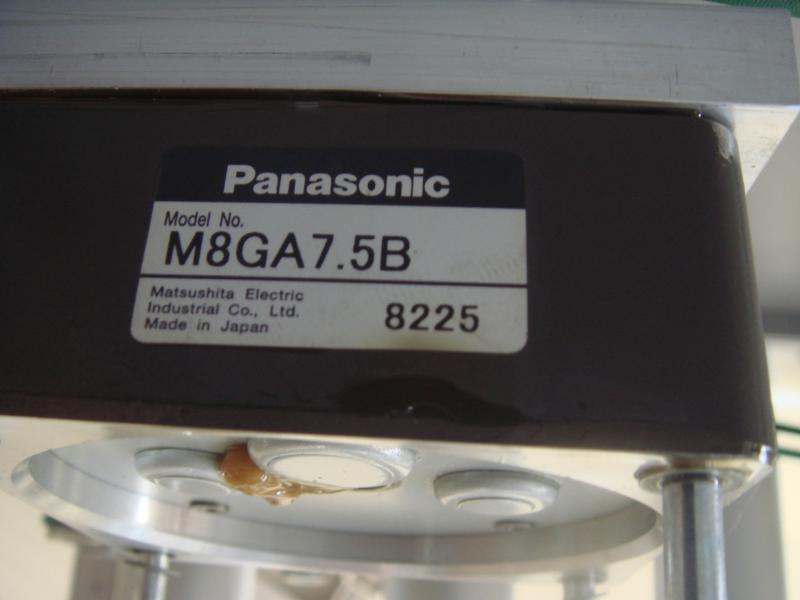 Panasonic
Model No.
M8GA7.5B
Matsushita Electric
Industrial Co., Ltd.
Made in Japan
8225